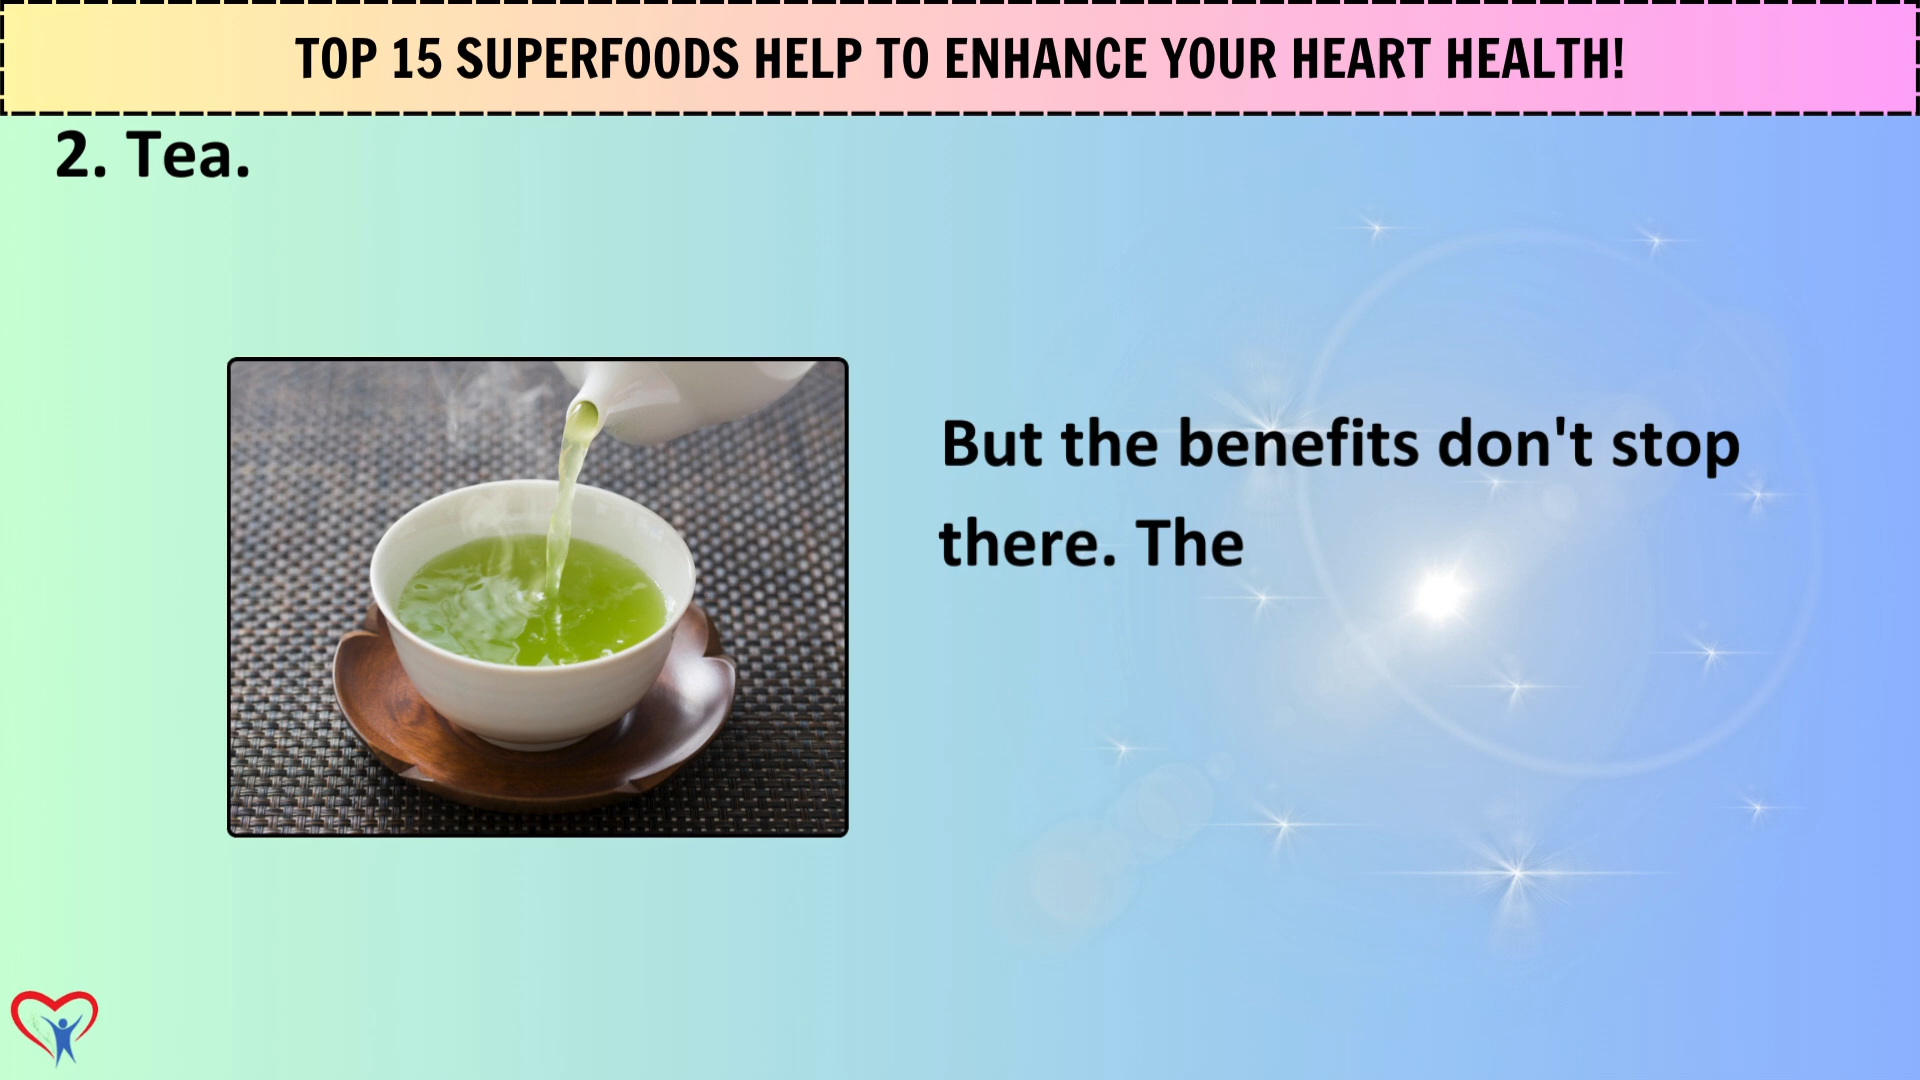 TOP 15 SUPERFOODS HELP TO ENHANCE YOUR HEART HEALTH!
2. Tea.
But the benefits don't stop
there. The